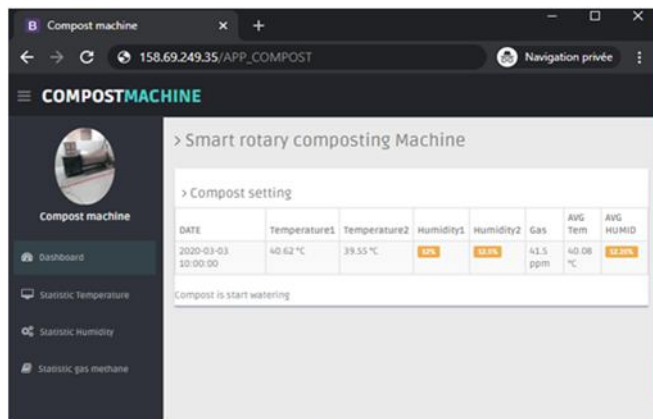 B Compost machine
158.69.249.35/APP_COMPOST
Navigation privée
COMPOSTMACHINE
> Smart rotary composting Machine
Compost machine
> Compost setting
DATE Temperature1 Temperature2 Humidity1 Humidity2 Gas AVG Tem AVG HUMID
2020-03-03 10:00:00 40.62 °C 39.55 °C 12% 12.5% 41.5 ppm 40.08 °C 12.25%
Compost is start watering
Dashboard
Statistic Temperature
Statistic Humidity
Statistic gas methane